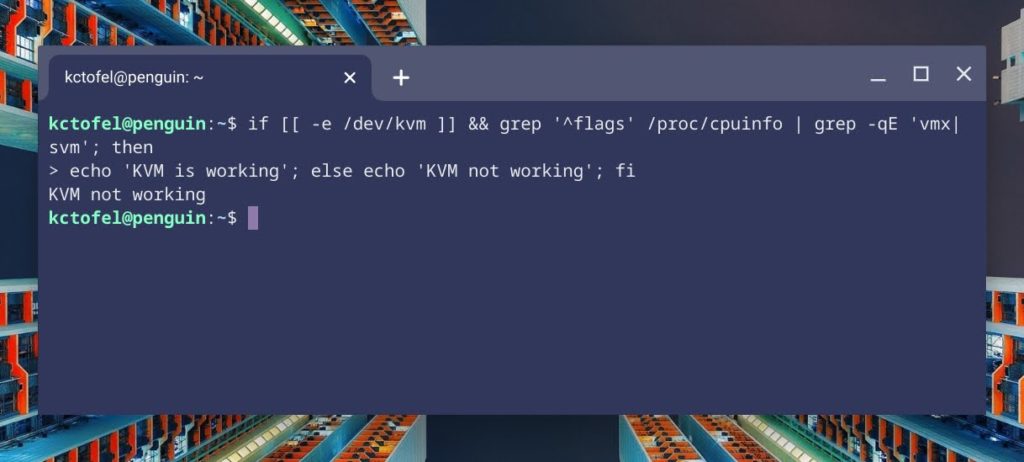 kctofel@penguin: ~
kctofel@penguin:~$ if [[ -e /dev/kvm ]] && grep '^flags' /proc/cpuinfo | grep -qE 'vmx|
svm'; then
> echo 'KVM is working'; else echo 'KVM not working'; fi
KVM not working
kctofel@penguin:~$